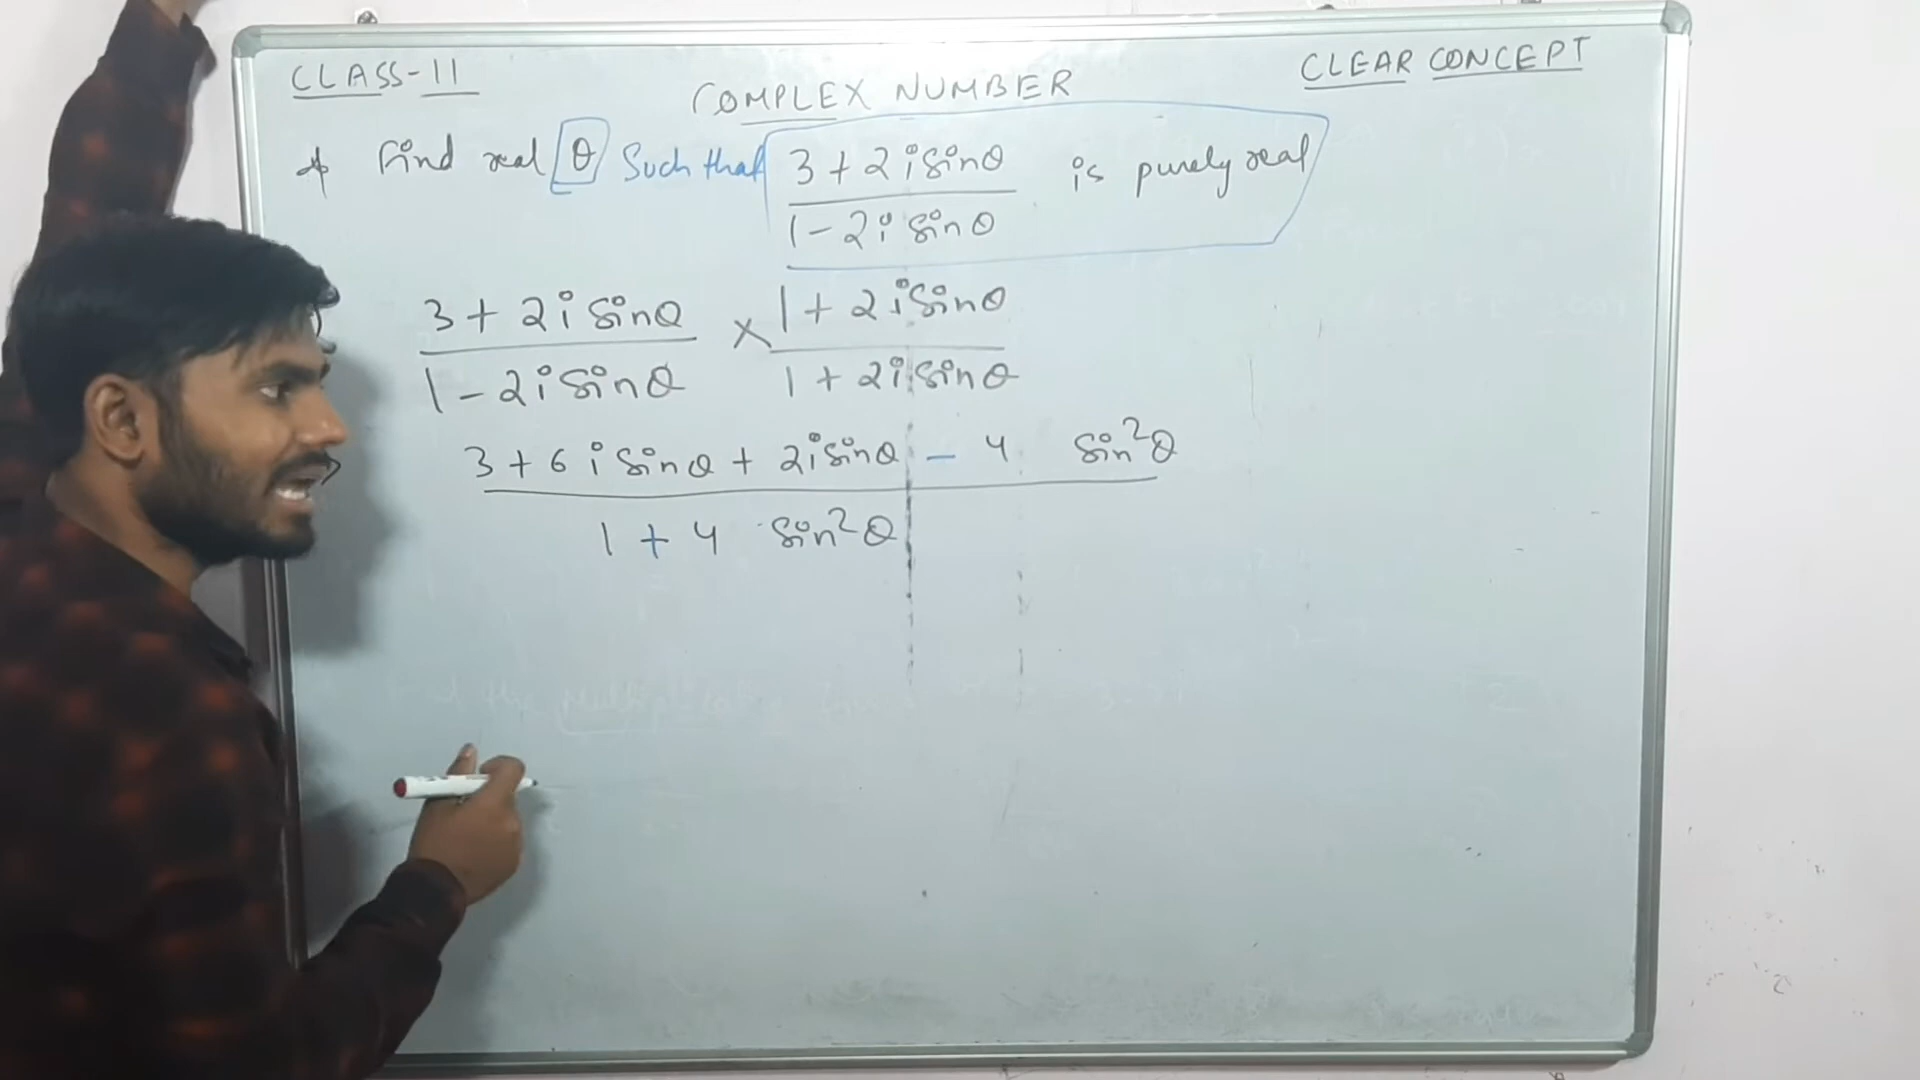 CLASS-11
COMPLEX NUMBER
CLEAR CONCEPT
Find real θ Such that 3 + 2i sinθ / 1 - 2i sinθ is purely real
3 + 2i sinθ / 1 - 2i sinθ × 1 + 2i sinθ / 1 + 2i sinθ
3 + 6i sinθ + 2i sinθ - 4 sin²θ
1 + 4 sin²θ